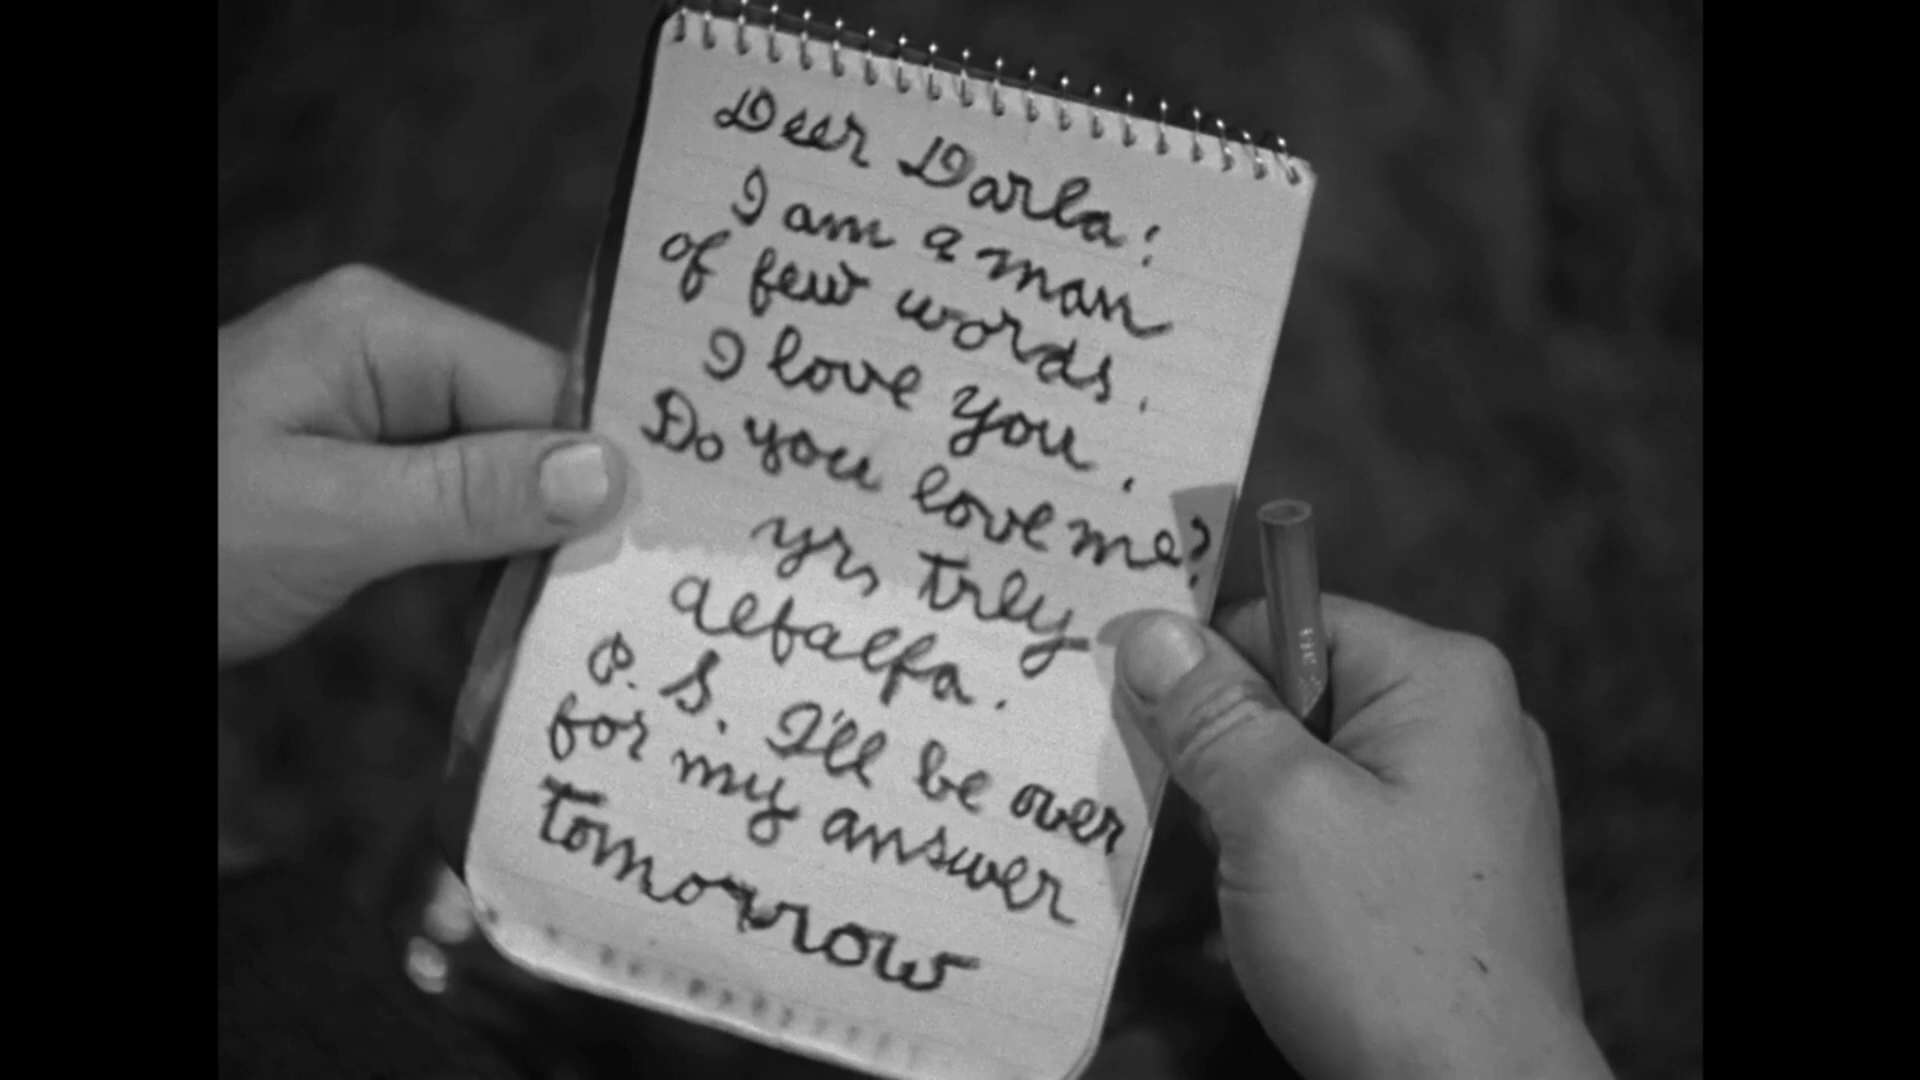 Deer Darla:
I am a man
of few words.
I love you.
Do you love me?
yrs trly
alfalfa.
P.S. I'll be over
for my answer
tomorrow